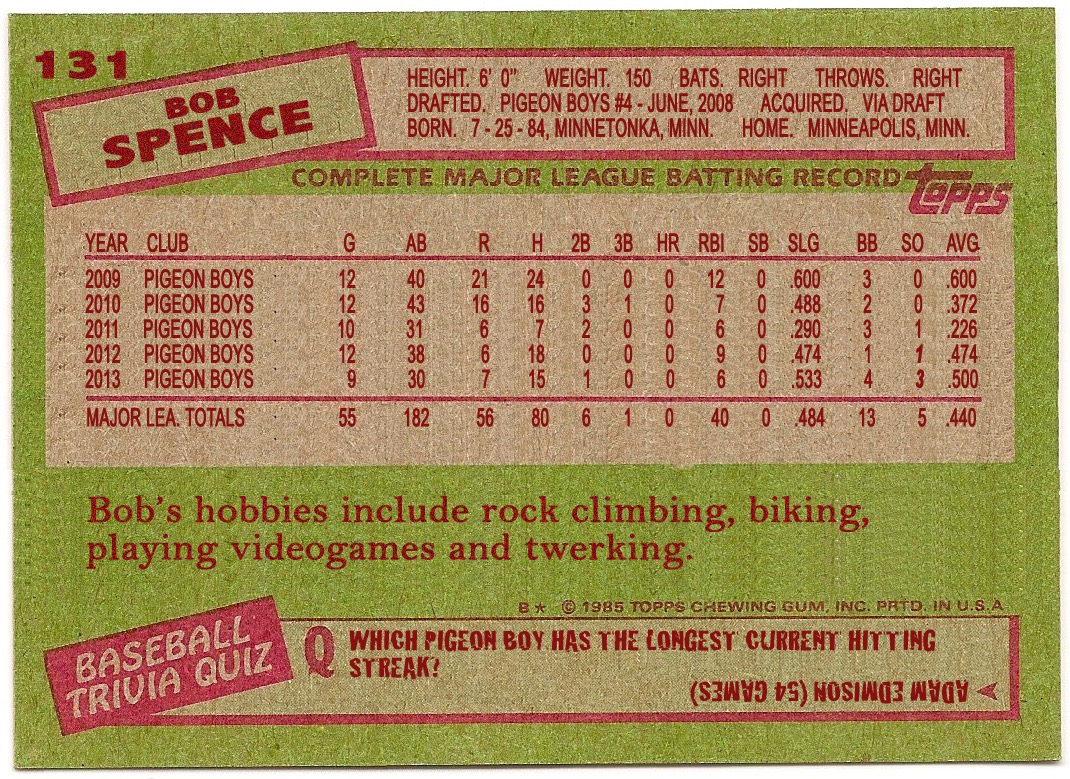 131
BOB
SPENCE
HEIGHT. 6' 0" WEIGHT. 150 BATS. RIGHT THROWS. RIGHT
DRAFTED. PIGEON BOYS #4 - JUNE, 2008 ACQUIRED. VIA DRAFT
BORN. 7 - 25 - 84, MINNETONKA, MINN. HOME. MINNEAPOLIS, MINN.
COMPLETE MAJOR LEAGUE BATTING RECORD topps
YEAR CLUB G AB R H 2B 3B HR RBI SB SLG BB SO AVG.
2009 PIGEON BOYS 12 40 21 24 0 0 0 12 0 .600 3 0 .600
2010 PIGEON BOYS 12 43 16 16 3 1 0 7 0 .488 2 0 .372
2011 PIGEON BOYS 10 31 6 7 2 0 0 6 0 .290 3 1 .226
2012 PIGEON BOYS 12 38 6 18 0 0 0 9 0 .474 1 1 .474
2013 PIGEON BOYS 9 30 7 15 1 0 0 6 0 .533 4 3 .500
MAJOR LEA. TOTALS 55 182 56 80 6 1 0 40 0 .484 13 5 .440
Bob's hobbies include rock climbing, biking,
playing videogames and twerking.
B★ © 1985 TOPPS CHEWING GUM, INC. PRTD. IN U.S.A
BASEBALL
TRIVIA QUIZ
Q WHICH PIGEON BOY HAS THE LONGEST CURRENT HITTING
STREAK?
ADAM EDMISON (54 GAMES)